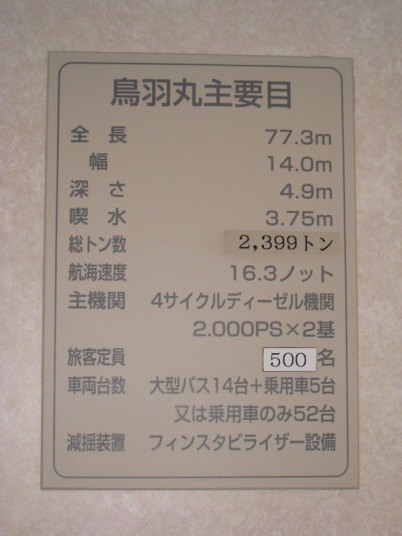 鳥羽丸主要目
全長 77.3m
幅 14.0m
深さ 4.9m
喫水 3.75m
総トン数 2,399トン
航海速度 16.3ノット
主機関 4サイクルディーゼル機関
2.000PS×2基
旅客定員 500名
車両台数 大型バス14台+乗用車5台
又は乗用車のみ52台
減揺装置 フィンスタビライザー設備